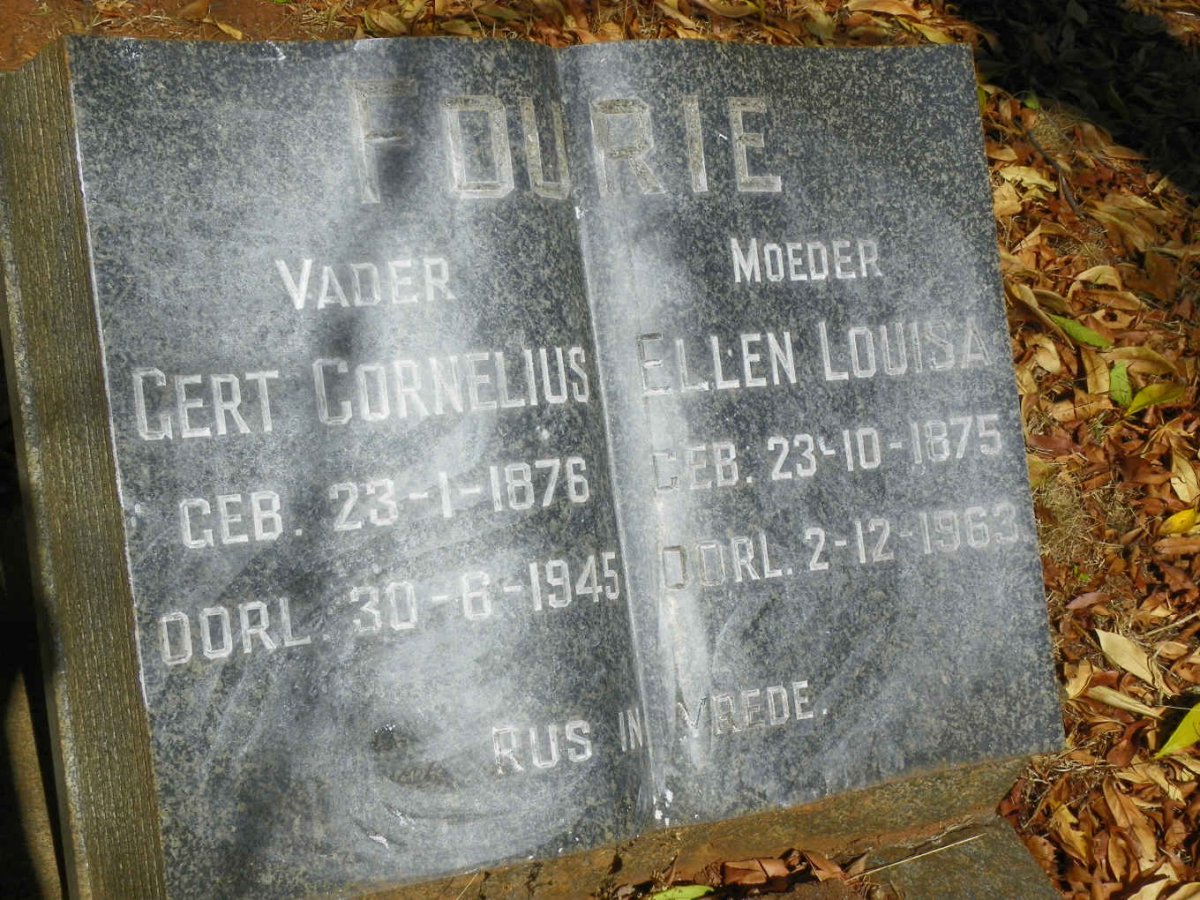 FOURIE
VADER
GERT CORNELIUS
GEB. 23-1-1876
OORL. 30-6-1945
MOEDER
ELLEN LOUISA
GEB. 23-10-1875
OORL. 2-12-1963
RUS IN VREDE.